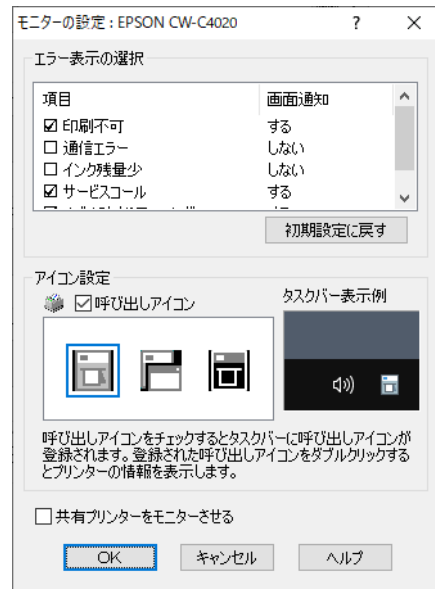 モニターの設定 : EPSON CW-C4020
エラー表示の選択
項目 画面通知
印刷不可 する
通信エラー しない
インク残量少 しない
サービスコール する
初期設定に戻す
アイコン設定
呼び出しアイコン
タスクバー表示例
呼び出しアイコンをチェックするとタスクバーに呼び出しアイコンが
登録されます。登録された呼び出しアイコンをダブルクリックする
とプリンターの情報を表示します。
共有プリンターをモニターさせる
OK キャンセル ヘルプ